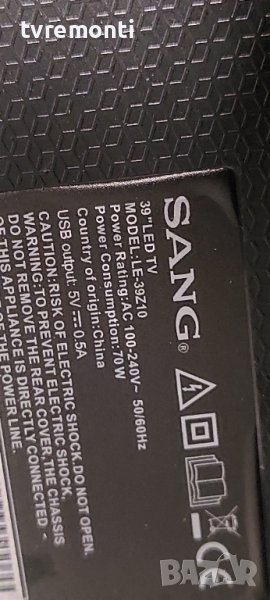 tvremonti
SANG®
39"LED TV
MODEL: LE-39Z10
Power Rating:AC 100-240V~ 50/60Hz
Power Consumption: 70W
Country of origin:China
USB output: 5V⎓0.5A
CAUTION:RISK OF ELECTRIC SHOCK.DO NOT OPEN.
WARNING:TO PREVENT ELECTRIC SHOCK,
DO NOT REMOVE THE REAR COVER,THE CHASSIS
OF THIS APPLIANCE IS DIRECTLY CONNECTED -
OF THE POWER LINE.
CE
BAZAR